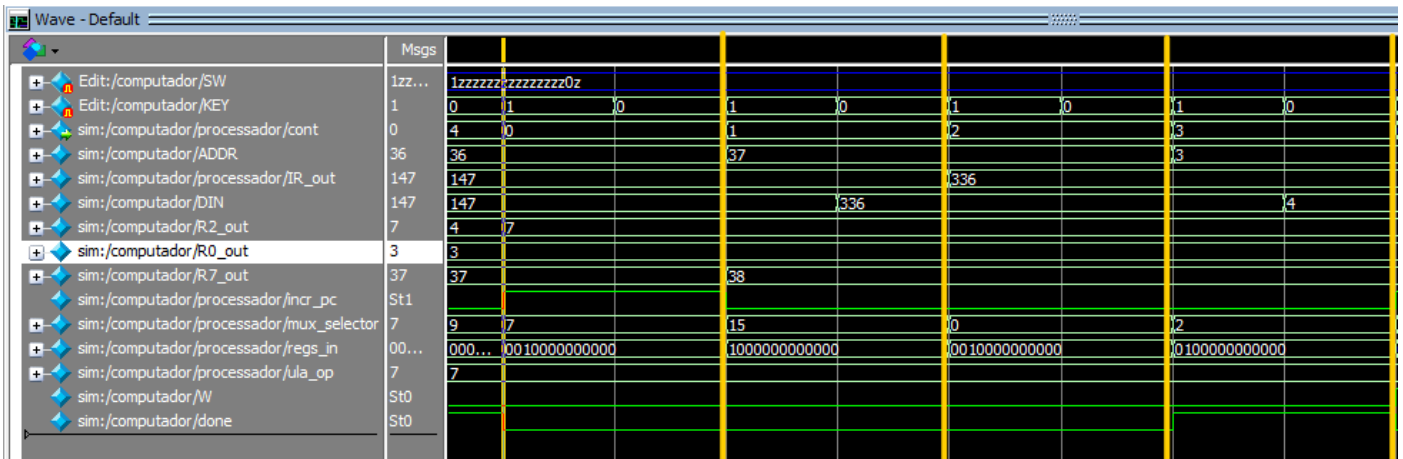 Wave - Default
Msgs
Edit:/computador/SW 1zz... 1zzzzzz zzzzzzzzz0z
Edit:/computador/KEY 1 0 1 0 1 0 1 0 1 0
sim:/computador/processador/cont 0 4 0 1 2 3
sim:/computador/ADDR 36 36 37 3
sim:/computador/processador/IR_out 147 147 336
sim:/computador/DIN 147 147 336 4
sim:/computador/R2_out 7 4 7
sim:/computador/R0_out 3 3
sim:/computador/R7_out 37 37 38
sim:/computador/processador/incr_pc St1
sim:/computador/processador/mux_selector 7 9 7 15 0 2
sim:/computador/processador/regs_in 00... 000... 0010000000000 1000000000000 0010000000000 0100000000000
sim:/computador/processador/ula_op 7 7
sim:/computador/W St0
sim:/computador/done St0